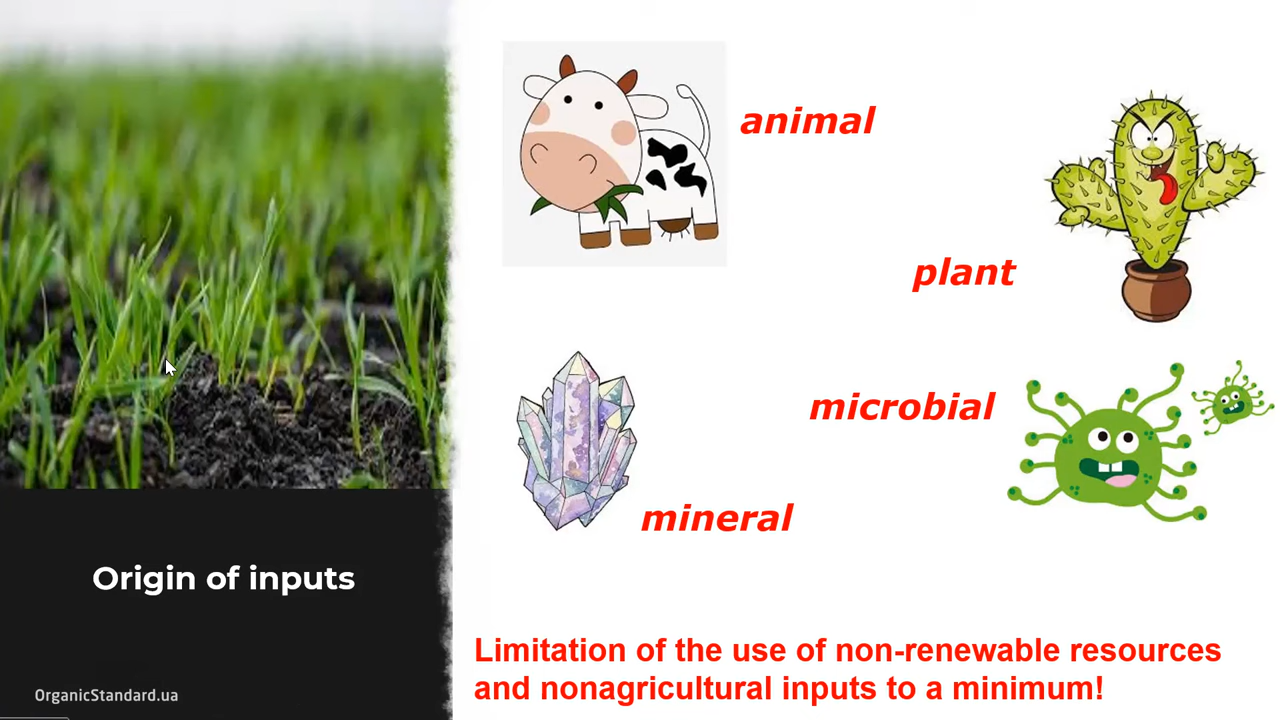 animal
plant
microbial
mineral
Origin of inputs
Limitation of the use of non-renewable resources
and nonagricultural inputs to a minimum!
OrganicStandard.ua